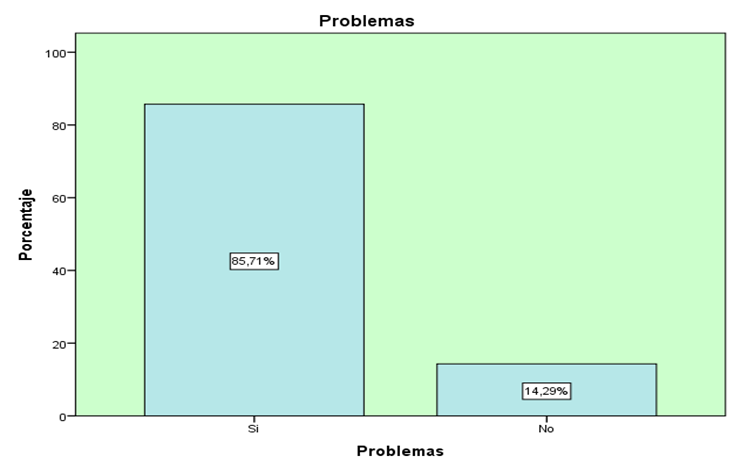 Problemas
Porcentaje
100
80
60
40
20
0
85,71%
14,29%
Si
No
Problemas